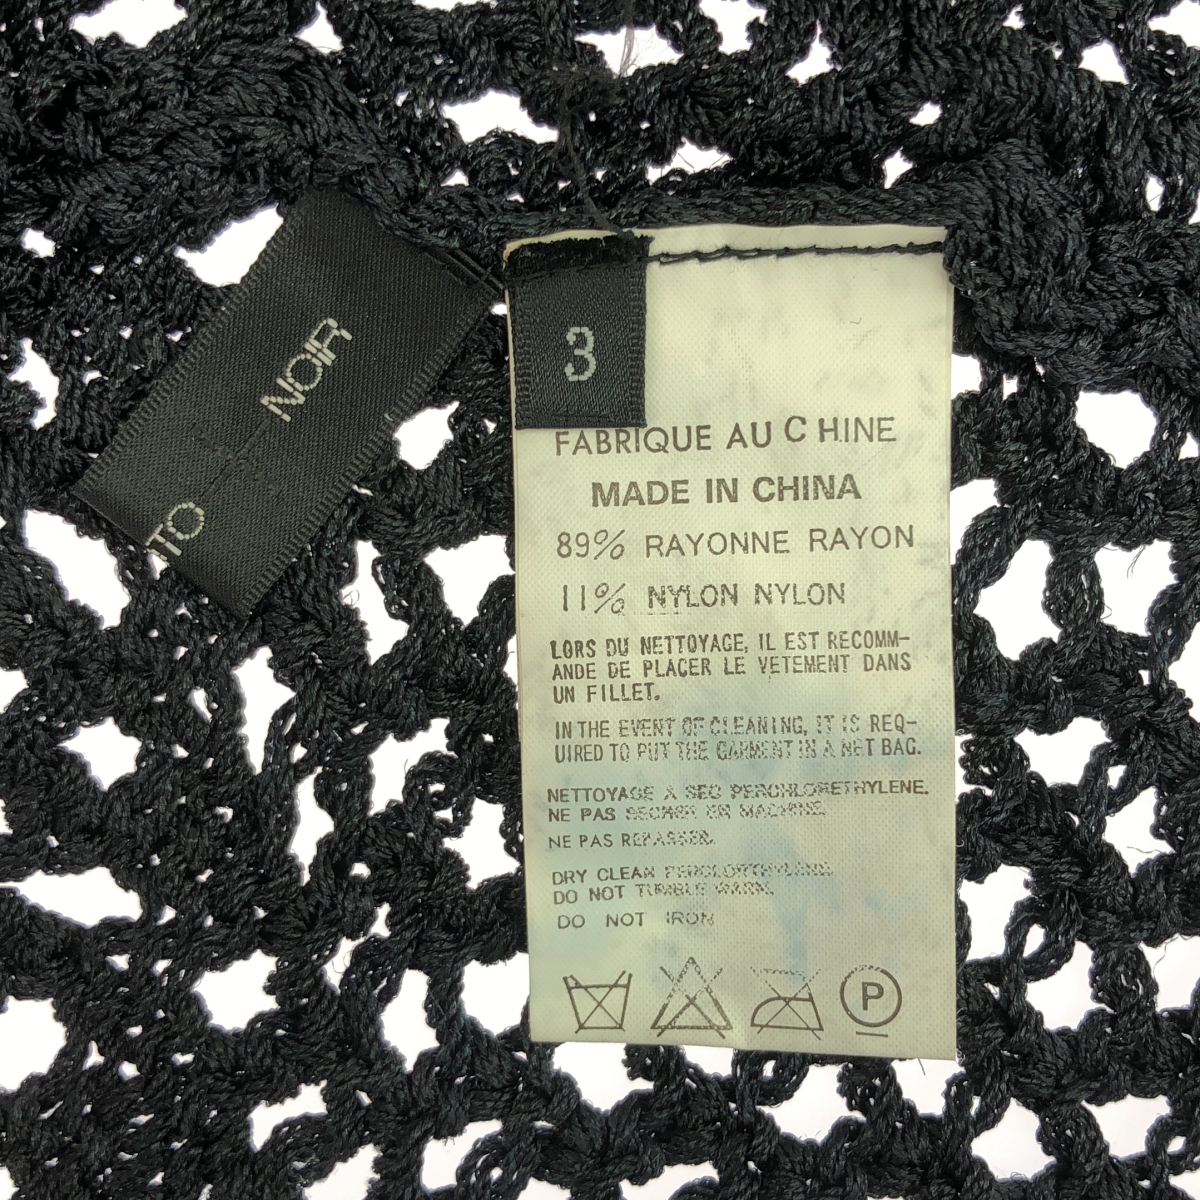 NOIR
TO
3
FABRIQUE AU CHINE
MADE IN CHINA
89% RAYONNE RAYON
11% NYLON NYLON
LORS DU NETTOYAGE, IL EST RECOMM-
ANDE DE PLACER LE VETEMENT DANS
UN FILLET.
IN THE EVENT OF CLEANING, IT IS REQ-
UIRED TO PUT THE GARMENT IN A NET BAG.
NETTOYAGE A SEC PERCHLORETHYLENE.
NE PAS SECHER EN MACHINE.
NE PAS REPASSER.
DRY CLEAN
DO NOT TUMBLE WARM.
DO NOT IRON
P